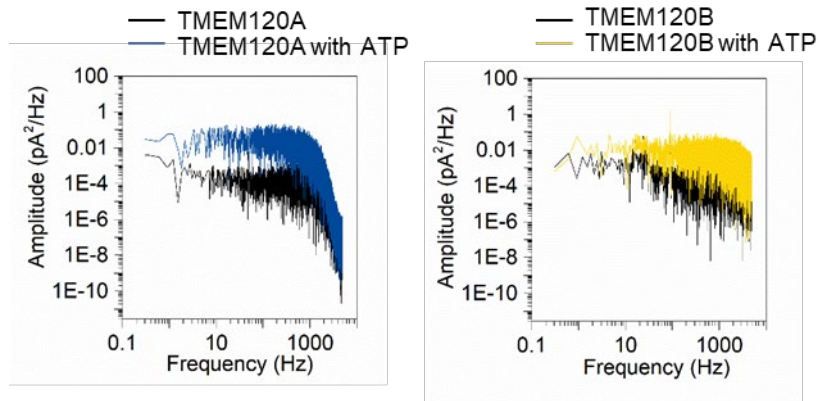 TMEM120A
TMEM120A with ATP
100
1
0.01
1E-4
1E-6
1E-8
1E-10
Amplitude (pA²/Hz)
0.1
10
1000
Frequency (Hz)
TMEM120B
TMEM120B with ATP
100
1
0.01
1E-4
1E-6
1E-8
1E-10
Amplitude (pA²/Hz)
0.1
10
1000
Frequency (Hz)